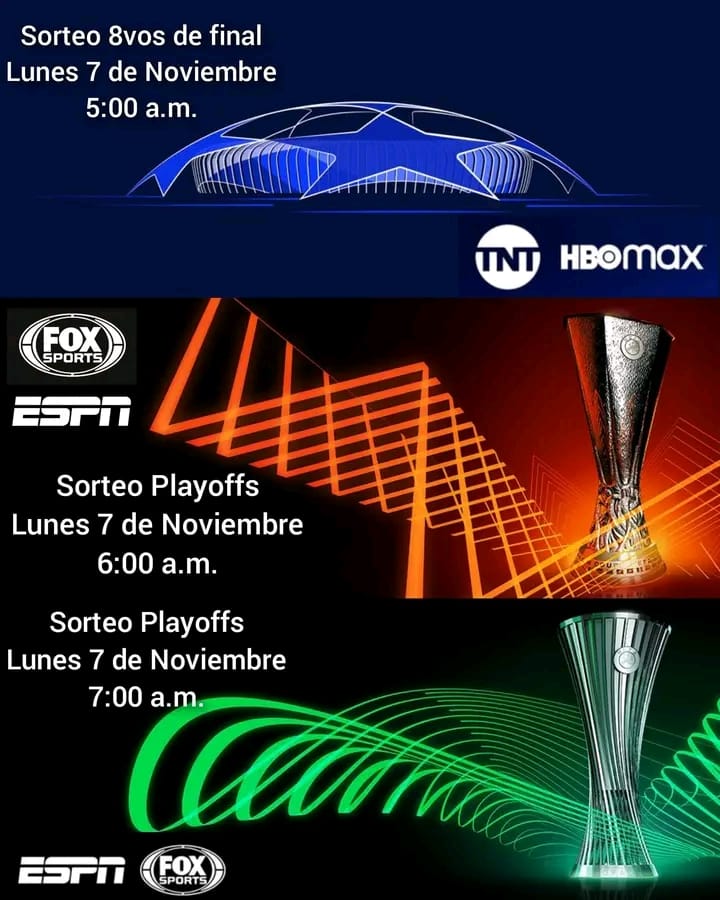 Sorteo 8vos de final
Lunes 7 de Noviembre
5:00 a.m.
TNT HBOmax
FOX
SPORTS
ESPN
Sorteo Playoffs
Lunes 7 de Noviembre
6:00 a.m.
Sorteo Playoffs
Lunes 7 de Noviembre
7:00 a.m.
ESPN FOX
SPORTS